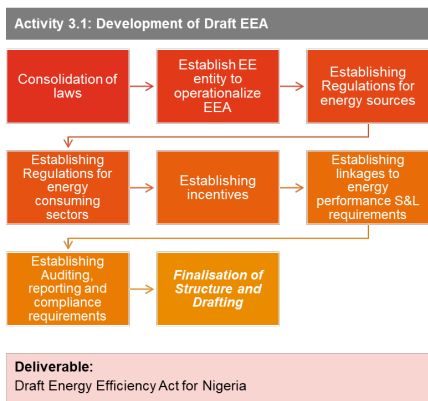 Activity 3.1: Development of Draft EEA
Consolidation of
laws
Establish EE
entity to
operationalize
EEA
Establishing
Regulations for
energy sources
Establishing
Regulations for
energy
consuming
sectors
Establishing
incentives
Establishing
linkages to
energy
performance S&L
requirements
Establishing
Auditing,
reporting and
compliance
requirements
Finalisation of
Structure and
Drafting
Deliverable:
Draft Energy Efficiency Act for Nigeria